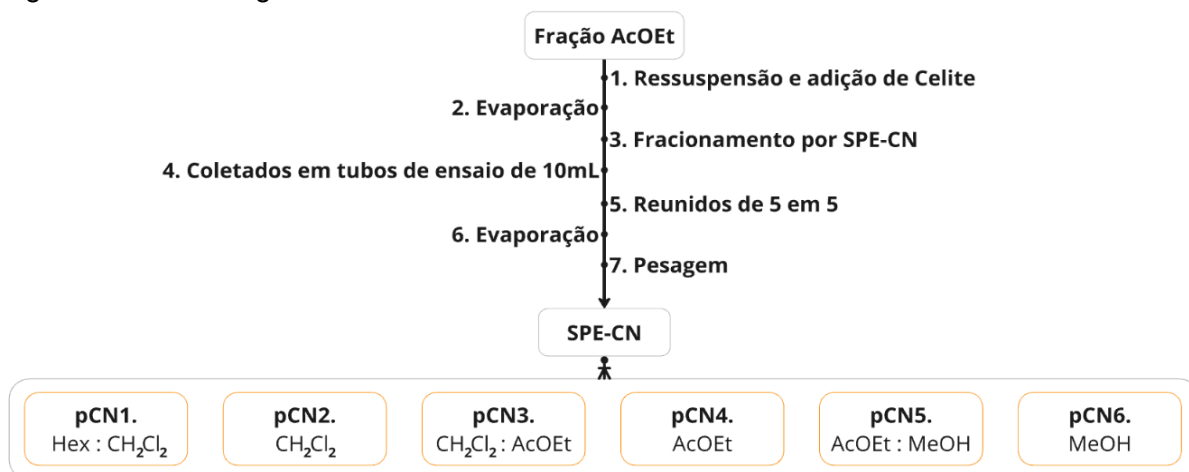 Fração AcOEt
1. Ressuspensão e adição de Celite
2. Evaporação
3. Fracionamento por SPE-CN
4. Coletados em tubos de ensaio de 10mL
5. Reunidos de 5 em 5
6. Evaporação
7. Pesagem
SPE-CN
pCN1.
Hex : CH₂Cl₂
pCN2.
CH₂Cl₂
pCN3.
CH₂Cl₂ : AcOEt
pCN4.
AcOEt
pCN5.
AcOEt : MeOH
pCN6.
MeOH